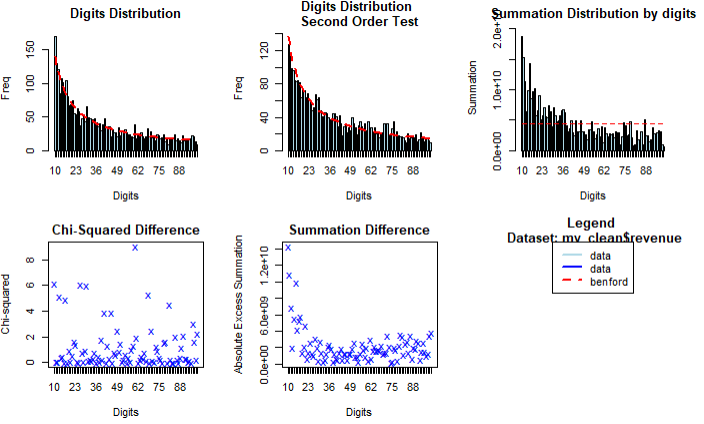 Digits Distribution
Freq
0 50 100 150
10 23 36 49 62 75 88
Digits
Digits Distribution
Second Order Test
Freq
0 40 80 120
10 23 36 49 62 75 88
Digits
Summation Distribution by digits
Summation
0.0e+00 1.0e+10 2.0e+10
10 23 36 49 62 75 88
Digits
Chi-Squared Difference
Chi-squared
0 2 4 6 8
10 23 36 49 62 75 88
Digits
Summation Difference
Absolute Excess Summation
0.0e+00 6.0e+09 1.2e+10
10 23 36 49 62 75 88
Digits
Legend
Dataset: my_clean$revenue
data
data
benford